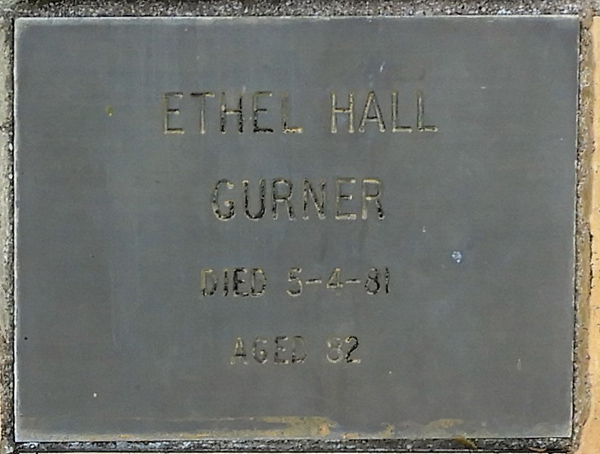 ETHEL HALL
GURNER
DIED 5-4-81
AGED 82